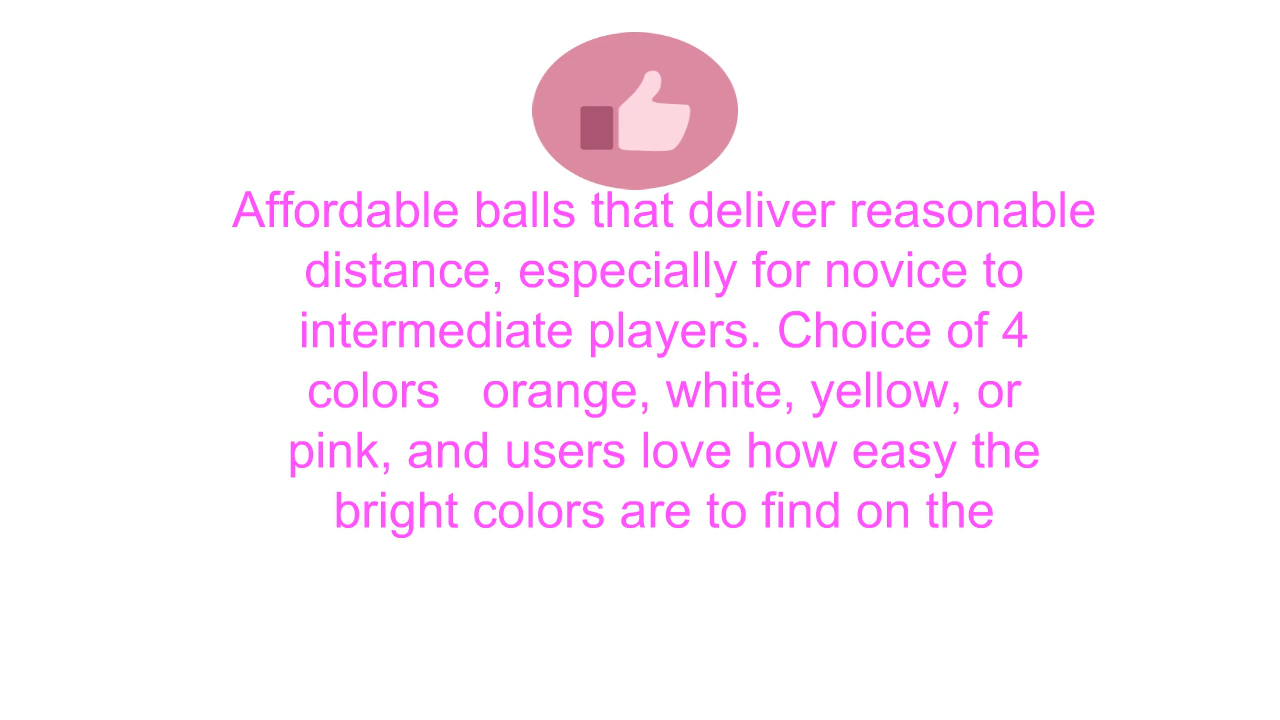 Affordable balls that deliver reasonable
distance, especially for novice to
intermediate players. Choice of 4
colors   orange, white, yellow, or
pink, and users love how easy the
bright colors are to find on the